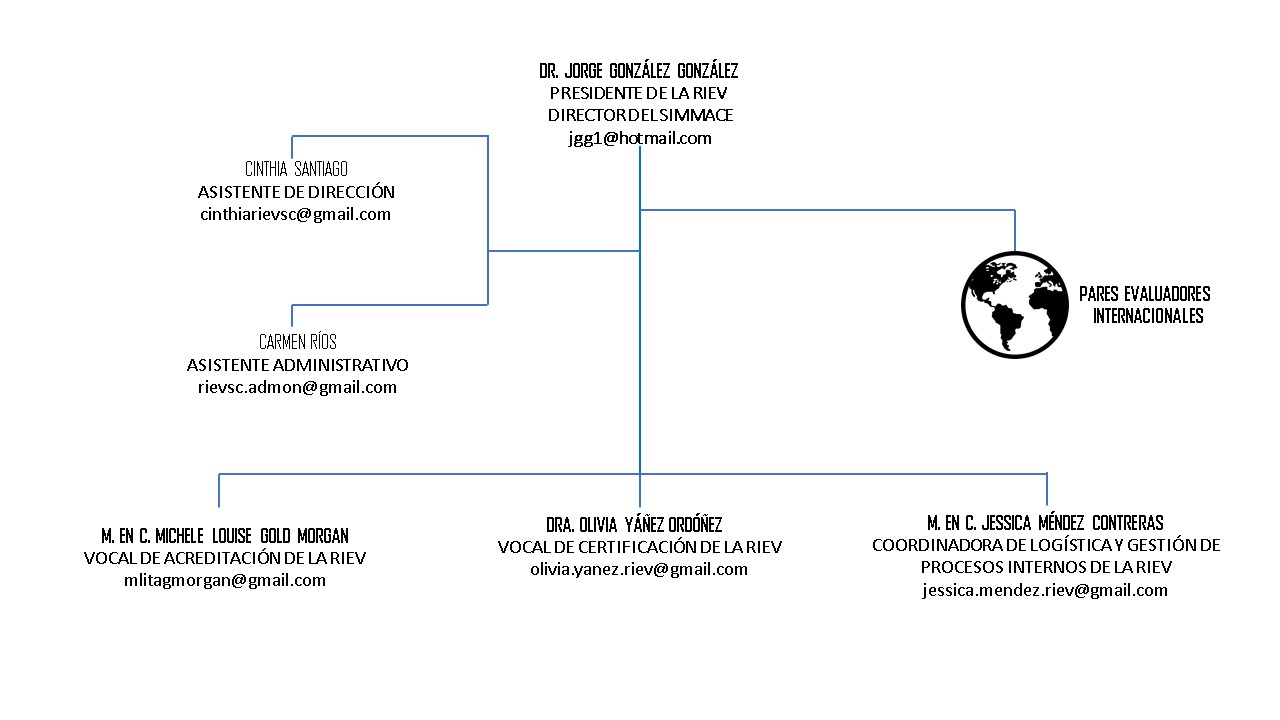 DR. JORGE GONZÁLEZ GONZÁLEZ
PRESIDENTE DE LA RIEV
DIRECTOR DEL SIMMACE
jgg1@hotmail.com
CINTHIA SANTIAGO
ASISTENTE DE DIRECCIÓN
cinthiarievsc@gmail.com
PARES EVALUADORES
INTERNACIONALES
CARMEN RÍOS
ASISTENTE ADMINISTRATIVO
rievsc.admon@gmail.com
M. EN C. MICHELE LOUISE GOLD MORGAN
VOCAL DE ACREDITACIÓN DE LA RIEV
mlitagmorgan@gmail.com
DRA. OLIVIA YÁÑEZ ORDÓÑEZ
VOCAL DE CERTIFICACIÓN DE LA RIEV
olivia.yanez.riev@gmail.com
M. EN C. JESSICA MÉNDEZ CONTRERAS
COORDINADORA DE LOGÍSTICA Y GESTIÓN DE
PROCESOS INTERNOS DE LA RIEV
jessica.mendez.riev@gmail.com